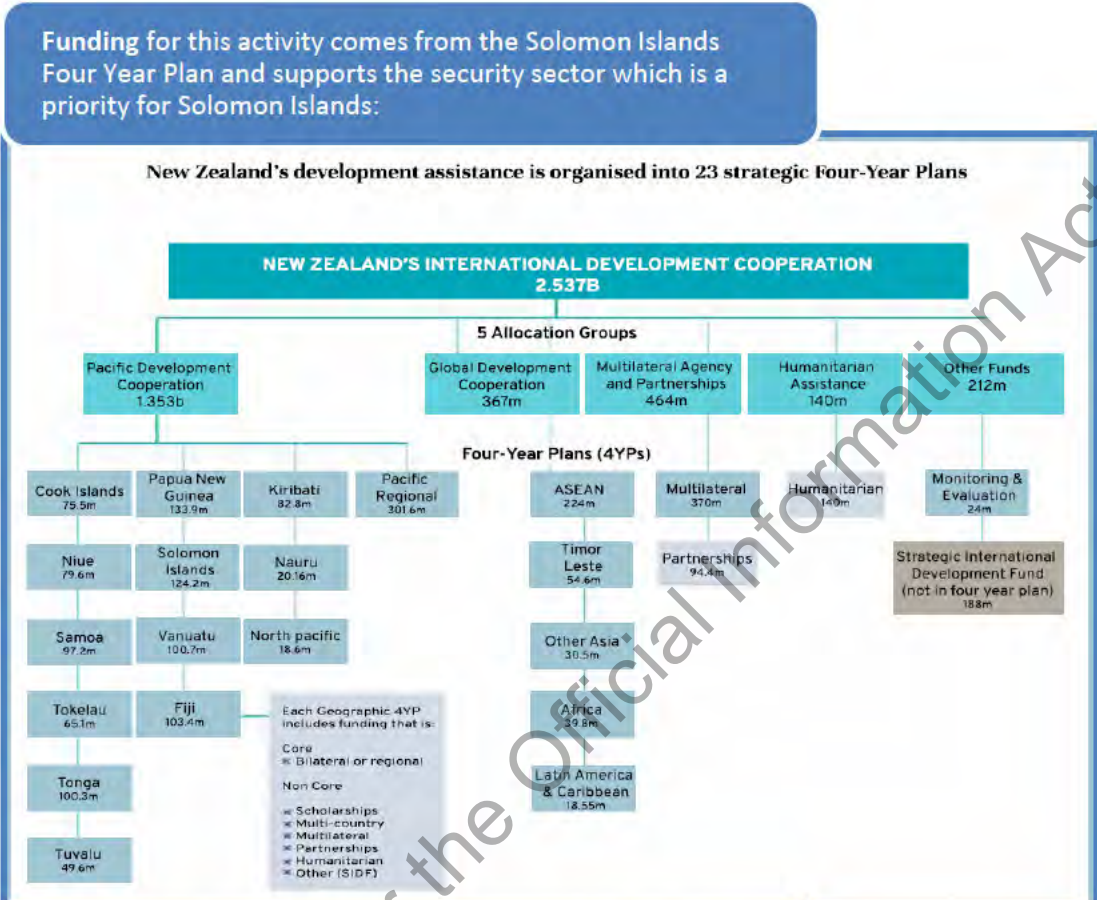 Funding for this activity comes from the Solomon Islands
Four Year Plan and supports the security sector which is a
priority for Solomon Islands:
New Zealand's development assistance is organised into 23 strategic Four-Year Plans
NEW ZEALAND'S INTERNATIONAL DEVELOPMENT COOPERATION
2.537B
5 Allocation Groups
Pacific Development
Cooperation
1.353b
Global Development
Cooperation
367m
Multilateral Agency
and Partnerships
464m
Humanitarian
Assistance
140m
Other Funds
212m
Four-Year Plans (4YPs)
Cook Islands
75.5m
Niue
79.6m
Samoa
97.2m
Tokelau
65.1m
Tonga
100.3m
Tuvalu
49.6m
Papua New
Guinea
133.9m
Solomon
Islands
124.2m
Vanuatu
100.7m
Fiji
103.4m
Kiribati
82.8m
Nauru
20.16m
North pacific
18.6m
Pacific
Regional
301.6m
Each Geographic 4YP
includes funding that is:
Core
Bilateral or regional
Non Core
Scholarships
Multi-country
Multilateral
Partnerships
Humanitarian
Other (SIDF)
ASEAN
224m
Timor
Leste
54.6m
Other Asia
30.5m
Africa
39.8m
Latin America
& Caribbean
18.55m
Multilateral
370m
Partnerships
94.4m
Humanitarian
140m
Monitoring &
Evaluation
24m
Strategic International
Development Fund
(not in four year plan)
188m
the Official Information Act